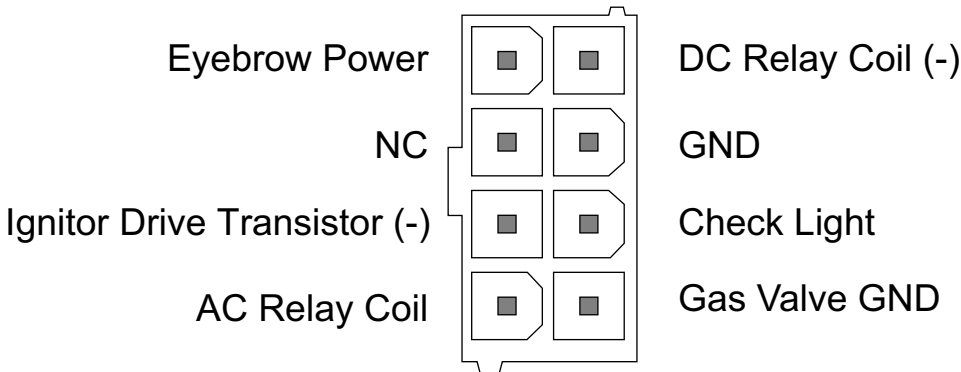 Eyebrow Power
DC Relay Coil (-)
NC
GND
Ignitor Drive Transistor (-)
Check Light
AC Relay Coil
Gas Valve GND